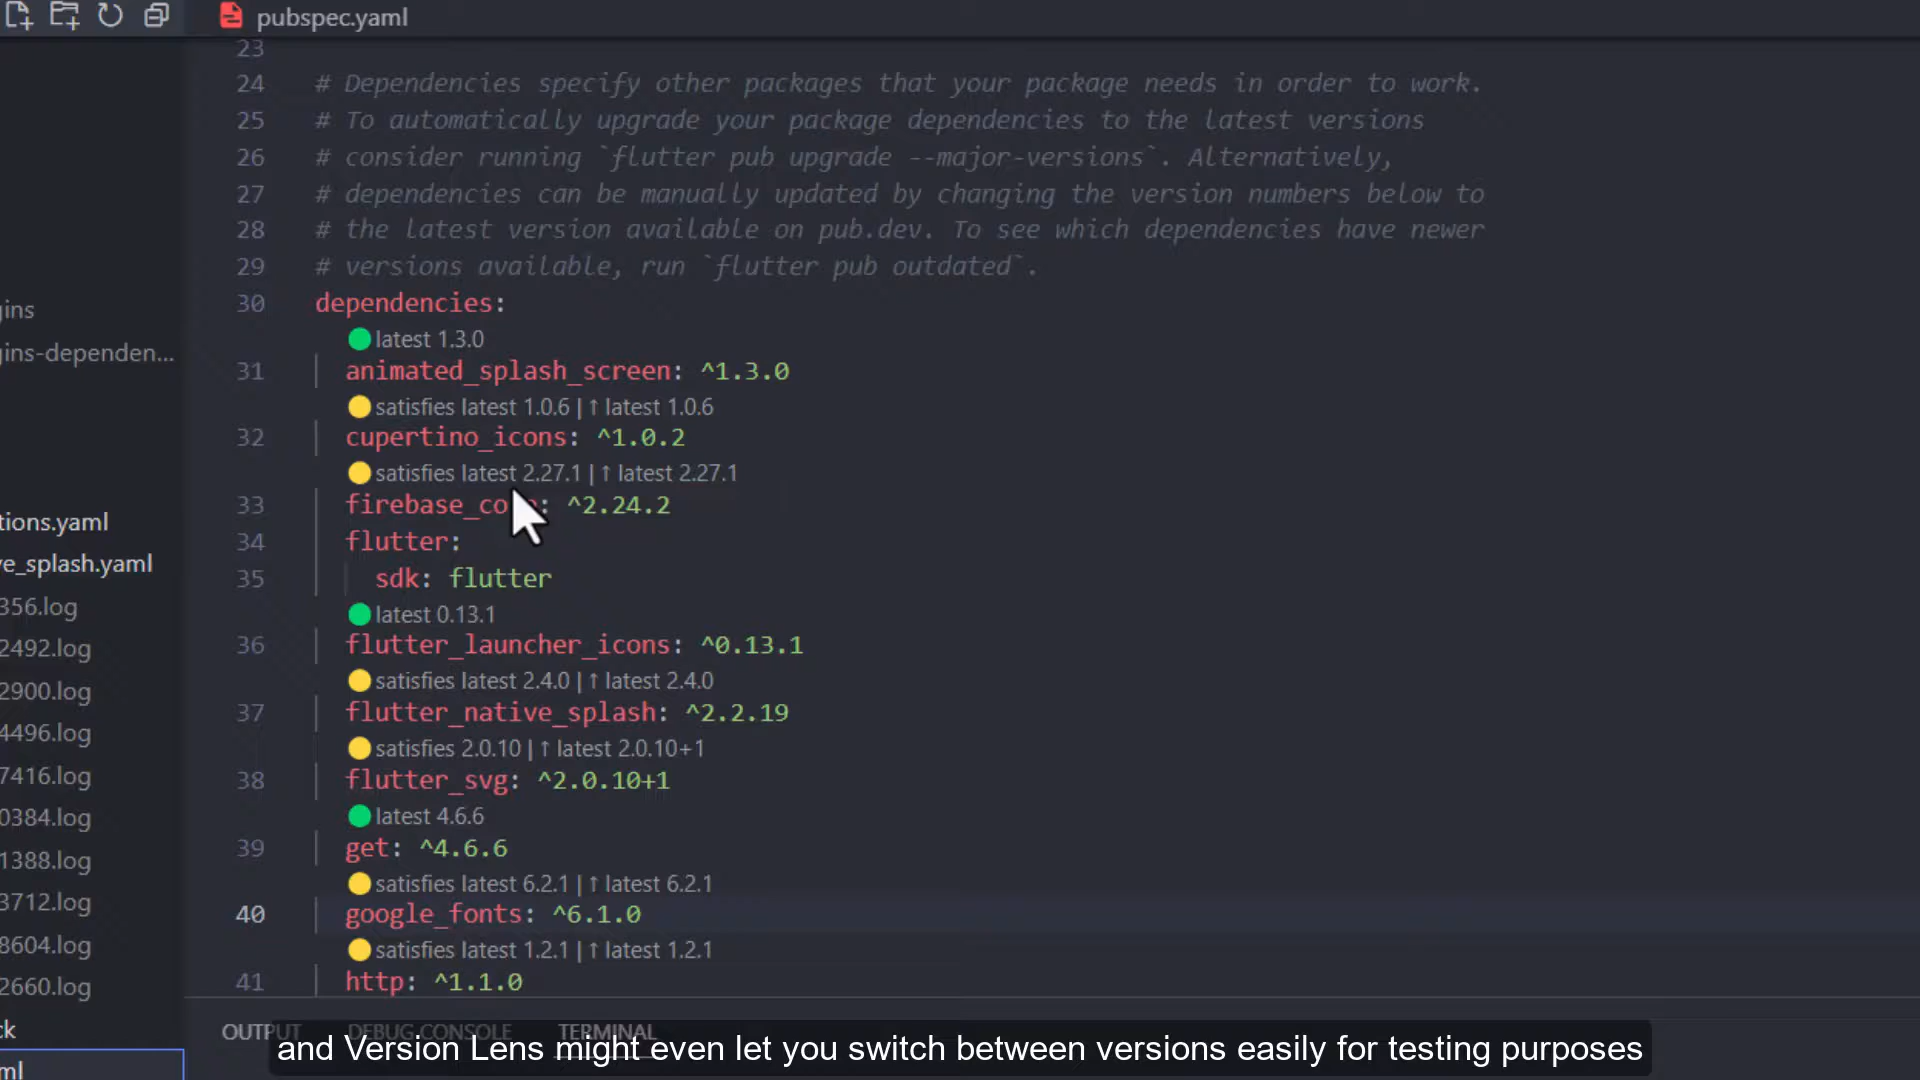 pubspec.yaml
23
24 # Dependencies specify other packages that your package needs in order to work.
25 # To automatically upgrade your package dependencies to the latest versions
26 # consider running `flutter pub upgrade --major-versions`. Alternatively,
27 # dependencies can be manually updated by changing the version numbers below to
28 # the latest version available on pub.dev. To see which dependencies have newer
29 # versions available, run `flutter pub outdated`.
30 dependencies:
latest 1.3.0
31 animated_splash_screen: ^1.3.0
satisfies latest 1.0.6 | ↑ latest 1.0.6
32 cupertino_icons: ^1.0.2
satisfies latest 2.27.1 | ↑ latest 2.27.1
33 firebase_co e: ^2.24.2
34 flutter:
35 sdk: flutter
latest 0.13.1
36 flutter_launcher_icons: ^0.13.1
satisfies latest 2.4.0 | ↑ latest 2.4.0
37 flutter_native_splash: ^2.2.19
satisfies 2.0.10 | ↑ latest 2.0.10+1
38 flutter_svg: ^2.0.10+1
latest 4.6.6
39 get: ^4.6.6
satisfies latest 6.2.1 | ↑ latest 6.2.1
40 google_fonts: ^6.1.0
satisfies latest 1.2.1 | ↑ latest 1.2.1
41 http: ^1.1.0
gins
gins-dependen...
tions.yaml
ve_splash.yaml
356.log
2492.log
2900.log
4496.log
7416.log
0384.log
1388.log
3712.log
8604.log
2660.log
ck
ml
OUTPUT DEBUG CONSOLE TERMINAL
and Version Lens might even let you switch between versions easily for testing purposes